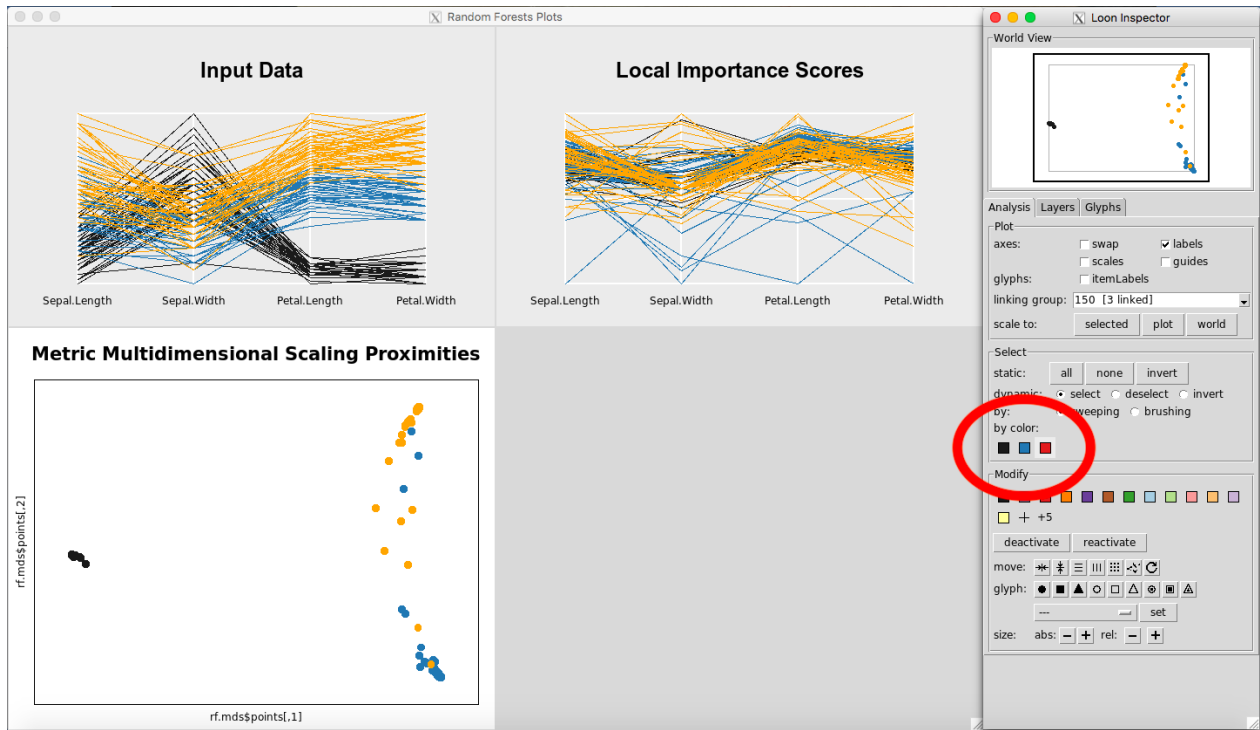 Random Forests Plots
Input Data
Sepal.Length Sepal.Width Petal.Length Petal.Width
Local Importance Scores
Sepal.Length Sepal.Width Petal.Length Petal.Width
Metric Multidimensional Scaling Proximities
rf.mds$points[,2]
rf.mds$points[,1]
Loon Inspector
World View
Analysis Layers Glyphs
Plot
axes: swap labels
scales guides
glyphs: itemLabels
linking group: 150 [3 linked]
scale to: selected plot world
Select
static: all none invert
dynamic: select deselect invert
by: weeping brushing
by color:
Modify
+5
deactivate reactivate
move:
glyph:
--- set
size: abs: − + rel: − +